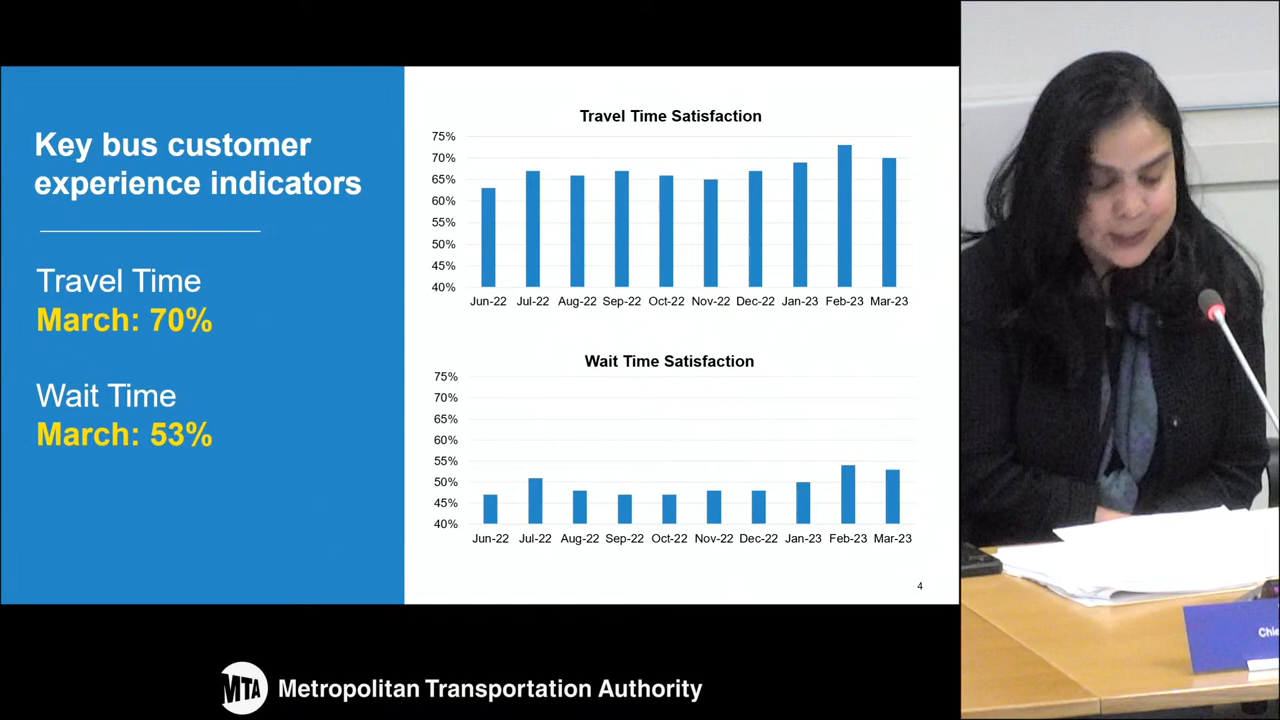 Key bus customer
experience indicators
Travel Time
March: 70%
Wait Time
March: 53%
Travel Time Satisfaction
75%
70%
65%
60%
55%
50%
45%
40%
Jun-22 Jul-22 Aug-22 Sep-22 Oct-22 Nov-22 Dec-22 Jan-23 Feb-23 Mar-23
Wait Time Satisfaction
75%
70%
65%
60%
55%
50%
45%
40%
Jun-22 Jul-22 Aug-22 Sep-22 Oct-22 Nov-22 Dec-22 Jan-23 Feb-23 Mar-23
4
MTA Metropolitan Transportation Authority